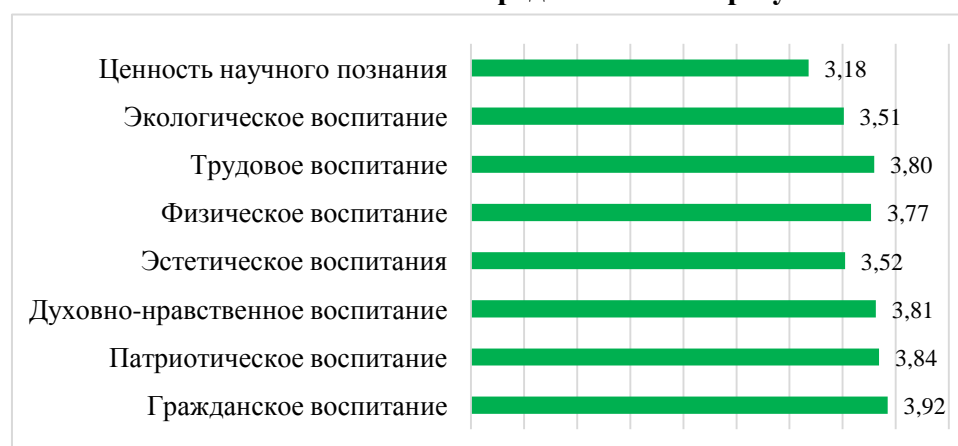 Ценность научного познания 3,18
Экологическое воспитание 3,51
Трудовое воспитание 3,80
Физическое воспитание 3,77
Эстетическое воспитания 3,52
Духовно-нравственное воспитание 3,81
Патриотическое воспитание 3,84
Гражданское воспитание 3,92